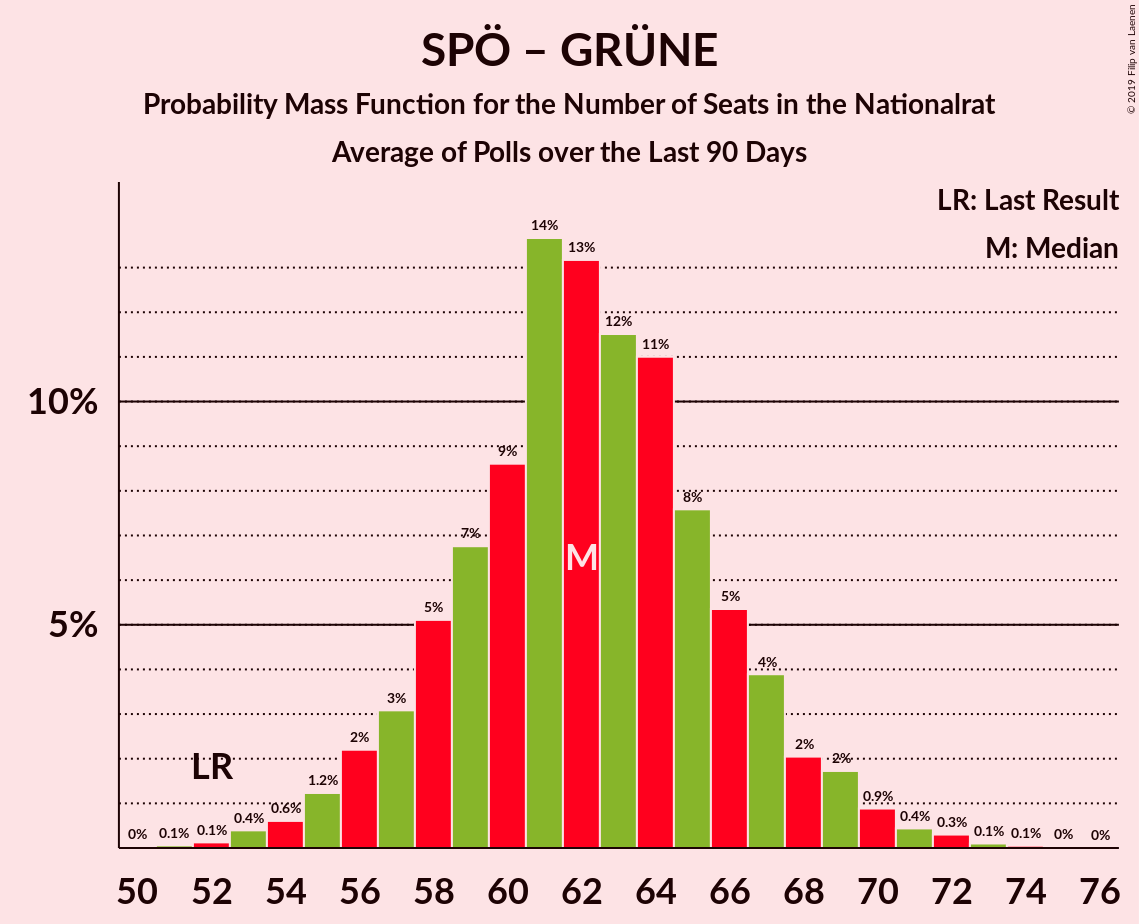 SPÖ – GRÜNE
Probability Mass Function for the Number of Seats in the Nationalrat
Average of Polls over the Last 90 Days
© 2019 Filip van Laenen
LR: Last Result
M: Median
14%
13%
12%
11%
10%
9%
8%
7%
M
5%
5%
5%
4%
3%
2%
LR
2%
2%
1.2%
0.9%
0.6%
0.4%
0.4%
0.3%
0% 0.1% 0.1% 0.1% 0.1% 0% 0%
50 52 54 56 58 60 62 64 66 68 70 72 74 76